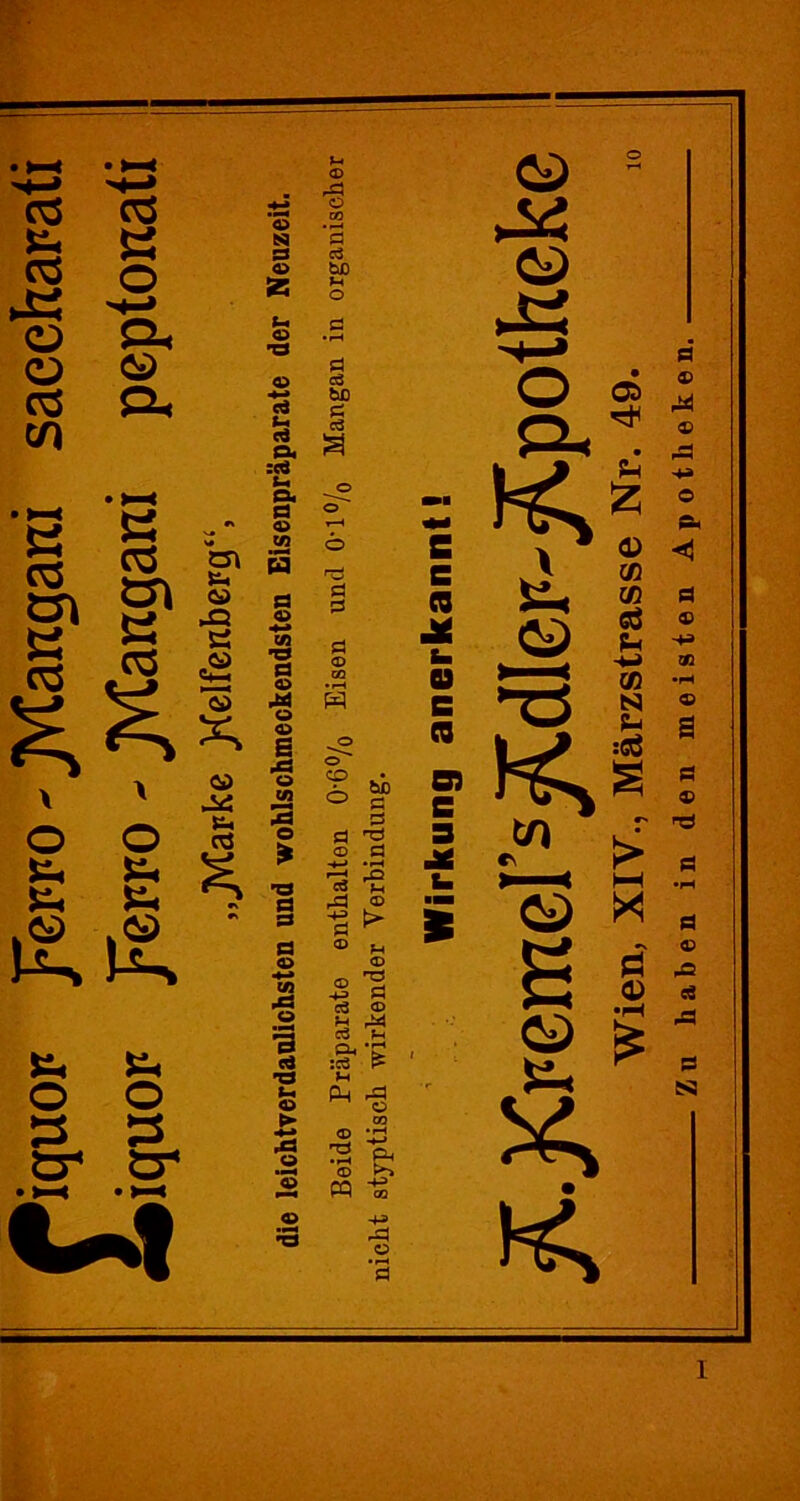 Liquor Ferro-Mangani saccharati
Liquor Ferro-Mangani peptonati
„Marke Helfenberg“,
die leichtverdaulichsten und wohlschmeckendsten Eisenpräparate der Neuzeit.
Beide Präparate enthalten 0·6% Eisen und 0·1% Mangan in organischer
nicht styptisch wirkender Verbindung.
Wirkung anerkannt!
A. Kremel's Adler-Apotheke
Wien, XIV., Märzstrasse Nr. 49.
10
Zu haben in den meisten Apotheken.
I